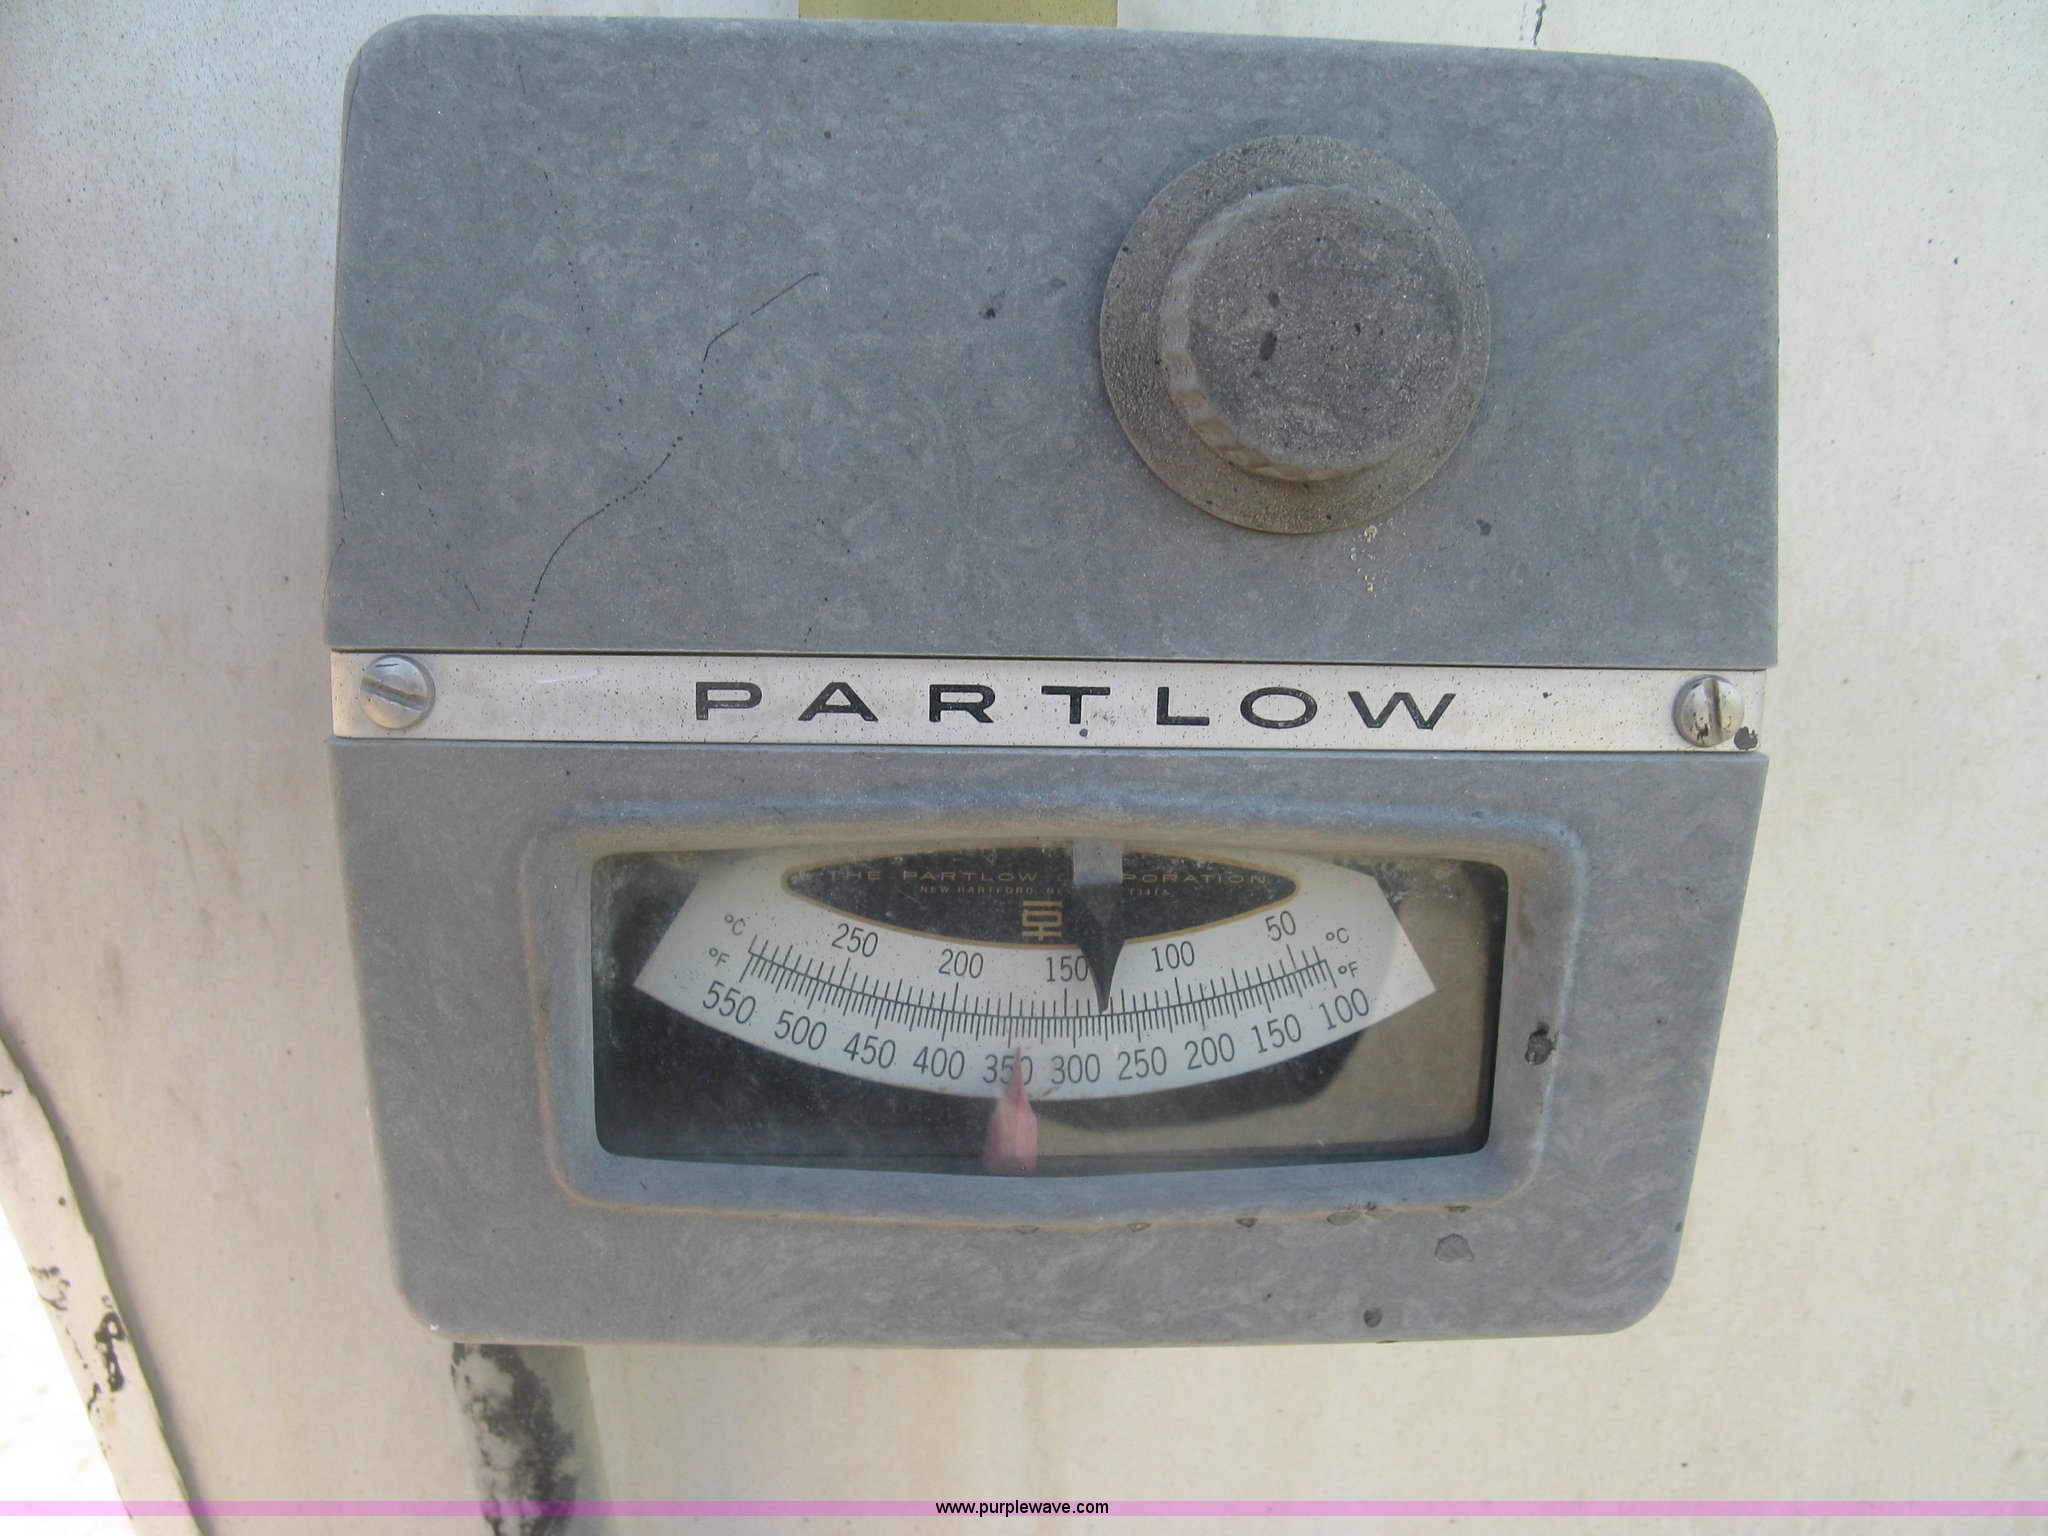 PARTLOW
THE PARTLOW CORPORATION
NEW HARTFORD, 
°C 250 200 150 100 50 °C
°F 550 500 450 400 350 300 250 200 150 100 °F
www.purplewave.com